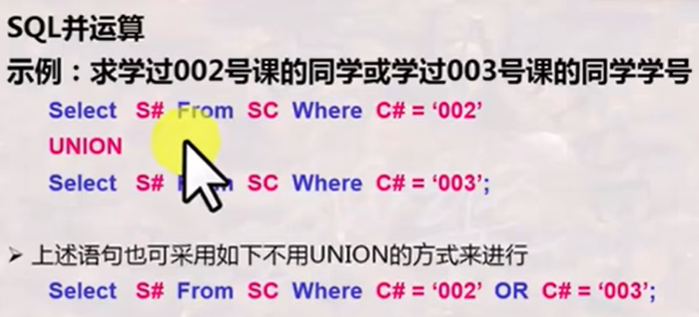 SQL并运算
示例：求学过002号课的同学或学过003号课的同学学号
Select S# From SC Where C# = ‘002’
UNION
Select S# From SC Where C# = ‘003’;
➢ 上述语句也可采用如下不用UNION的方式来进行
Select S# From SC Where C# = ‘002’ OR C# = ‘003’;